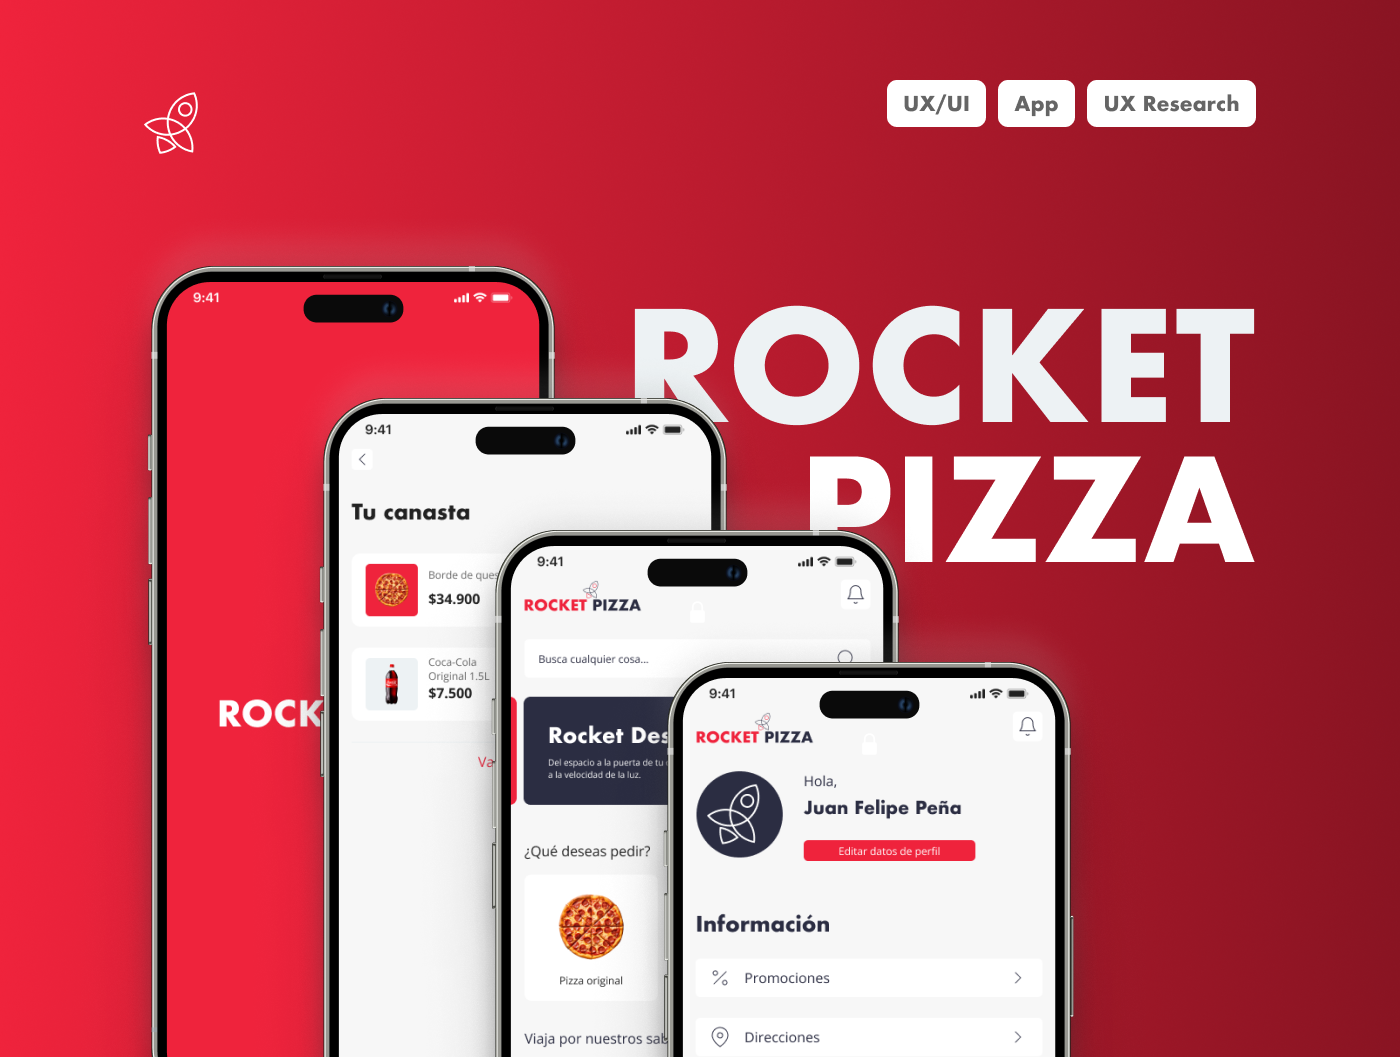 UX/UI
App
UX Research
ROCKET
PIZZA
9:41
ROCK
9:41
Tu canasta
Borde de ques
$34.900
Coca-Cola
Original 1.5L
$7.500
Va
9:41
ROCKET PIZZA
Busca cualquier cosa...
Rocket Des
Del espacio a la puerta de tu
a la velocidad de la luz.
¿Qué deseas pedir?
Pizza original
Viaja por nuestros sab
9:41
ROCKET PIZZA
Hola,
Juan Felipe Peña
Editar datos de perfil
Información
Promociones
Direcciones